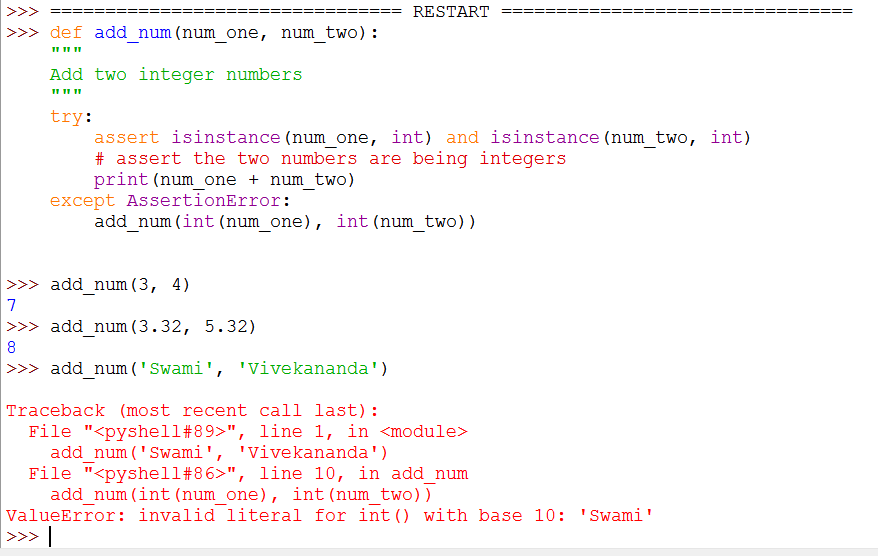 >>> ================================ RESTART ================================
>>> def add_num(num_one, num_two):
    """
    Add two integer numbers
    """
    try:
        assert isinstance(num_one, int) and isinstance(num_two, int)
        # assert the two numbers are being integers
        print(num_one + num_two)
    except AssertionError:
        add_num(int(num_one), int(num_two))
>>> add_num(3, 4)
7
>>> add_num(3.32, 5.32)
8
>>> add_num('Swami', 'Vivekananda')
Traceback (most recent call last):
  File "<pyshell#89>", line 1, in <module>
    add_num('Swami', 'Vivekananda')
  File "<pyshell#86>", line 10, in add_num
    add_num(int(num_one), int(num_two))
ValueError: invalid literal for int() with base 10: 'Swami'
>>>